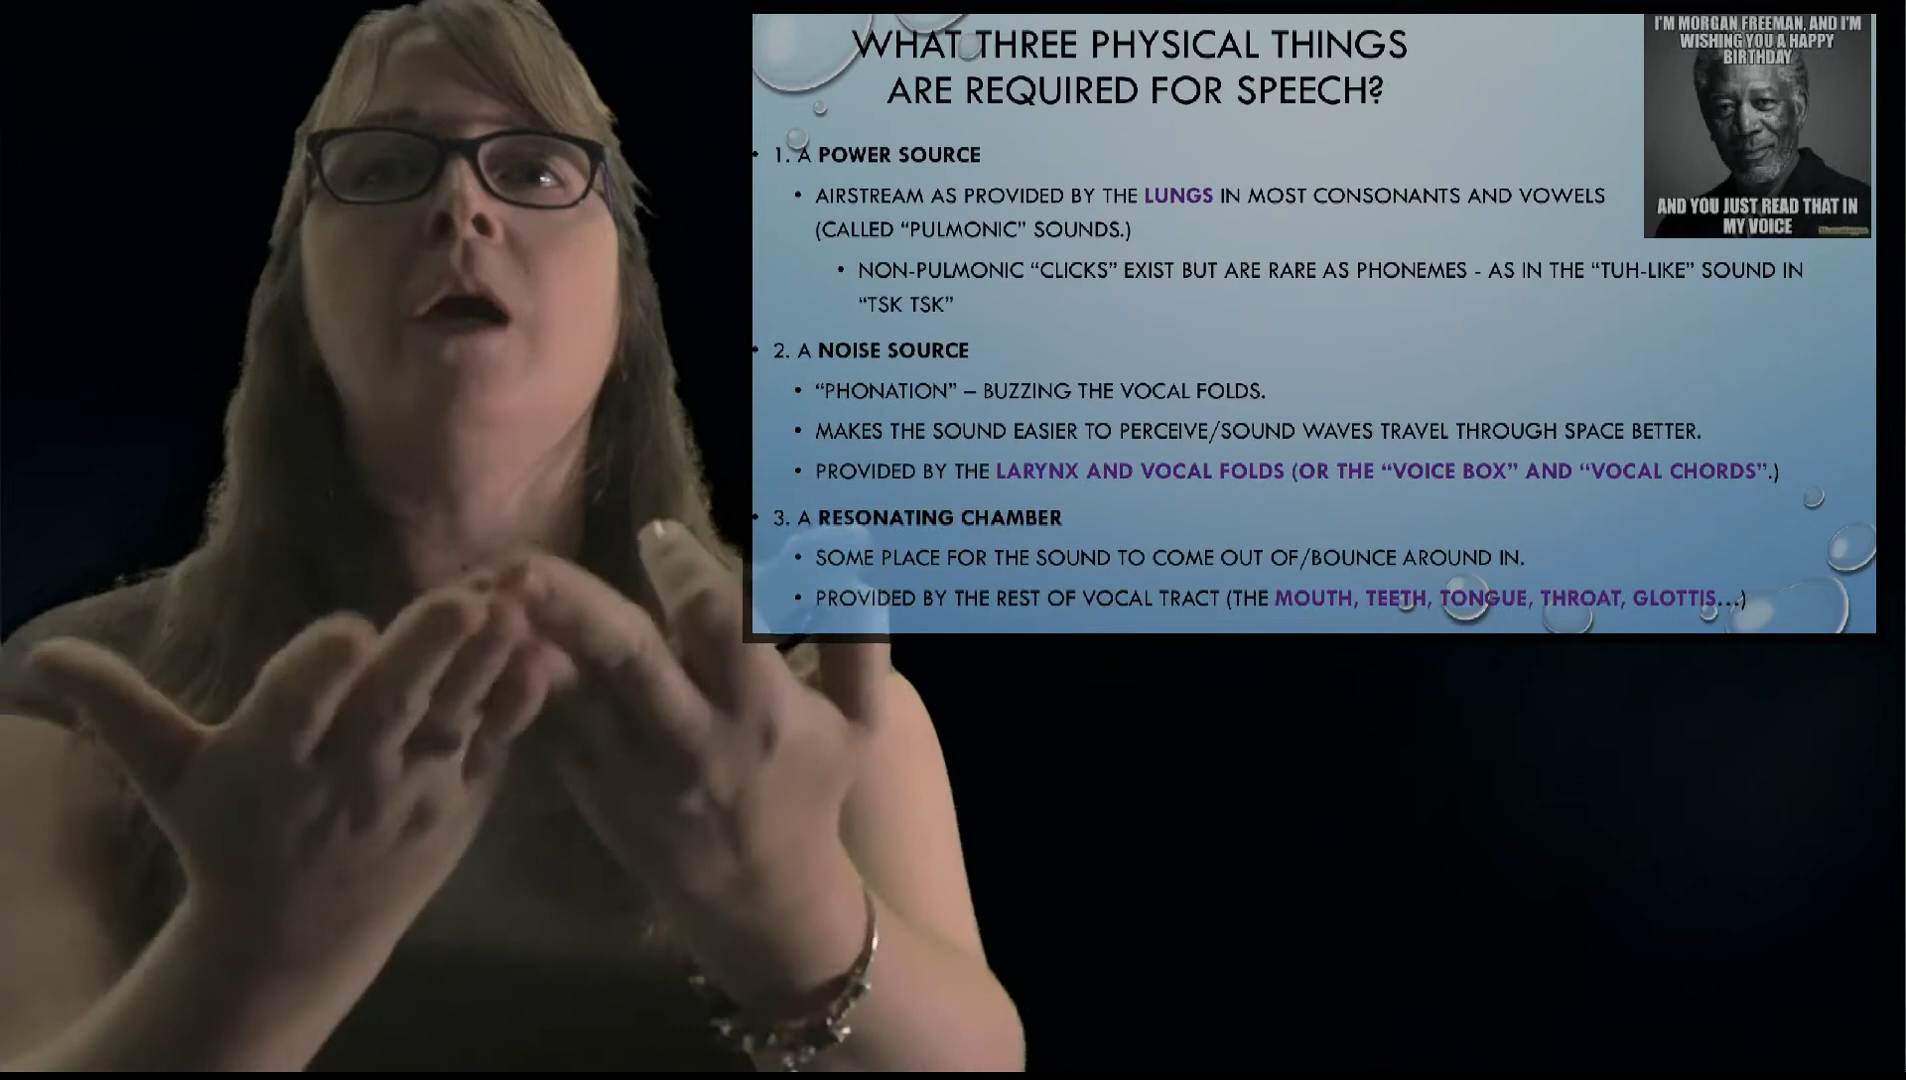 WHAT THREE PHYSICAL THINGS
ARE REQUIRED FOR SPEECH?
• 1. A POWER SOURCE
• AIRSTREAM AS PROVIDED BY THE LUNGS IN MOST CONSONANTS AND VOWELS
(CALLED “PULMONIC” SOUNDS.)
• NON-PULMONIC “CLICKS” EXIST BUT ARE RARE AS PHONEMES - AS IN THE “TUH-LIKE” SOUND IN
“TSK TSK”
• 2. A NOISE SOURCE
• “PHONATION” – BUZZING THE VOCAL FOLDS.
• MAKES THE SOUND EASIER TO PERCEIVE/SOUND WAVES TRAVEL THROUGH SPACE BETTER.
• PROVIDED BY THE LARYNX AND VOCAL FOLDS (OR THE “VOICE BOX” AND “VOCAL CHORDS”.)
• 3. A RESONATING CHAMBER
• SOME PLACE FOR THE SOUND TO COME OUT OF/BOUNCE AROUND IN.
• PROVIDED BY THE REST OF VOCAL TRACT (THE MOUTH, TEETH, TONGUE, THROAT, GLOTTIS…)
I'M MORGAN FREEMAN, AND I'M
WISHING YOU A HAPPY
BIRTHDAY
AND YOU JUST READ THAT IN
MY VOICE